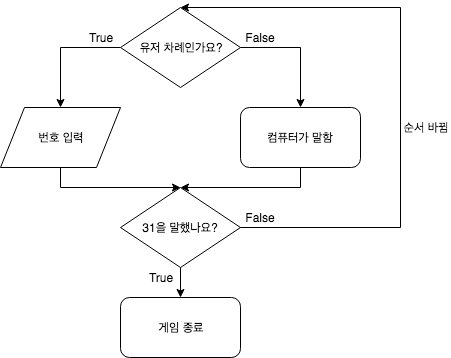 유저 차례인가요?
True
False
번호 입력
컴퓨터가 말함
순서 바뀜
31을 말했나요?
False
True
게임 종료